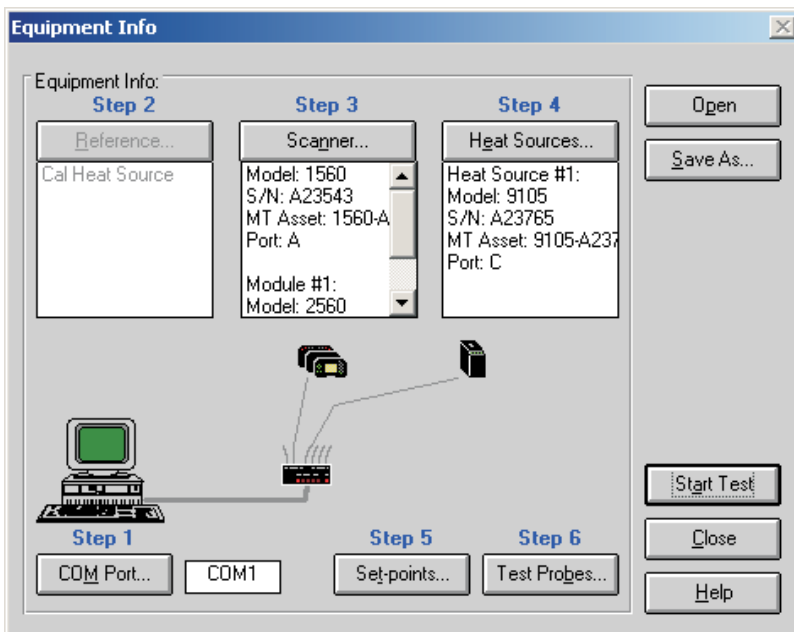 Equipment Info
Equipment Info:
Step 2
Reference...
Cal Heat Source
Step 3
Scanner...
Model: 1560
S/N: A23543
MT Asset: 1560-A
Port: A
Module #1:
Model: 2560
Step 4
Heat Sources...
Heat Source #1:
Model: 9105
S/N: A23765
MT Asset: 9105-A237
Port: C
Open
Save As...
Step 1
COM Port...
COM1
Step 5
Set-points...
Step 6
Test Probes...
Start Test
Close
Help